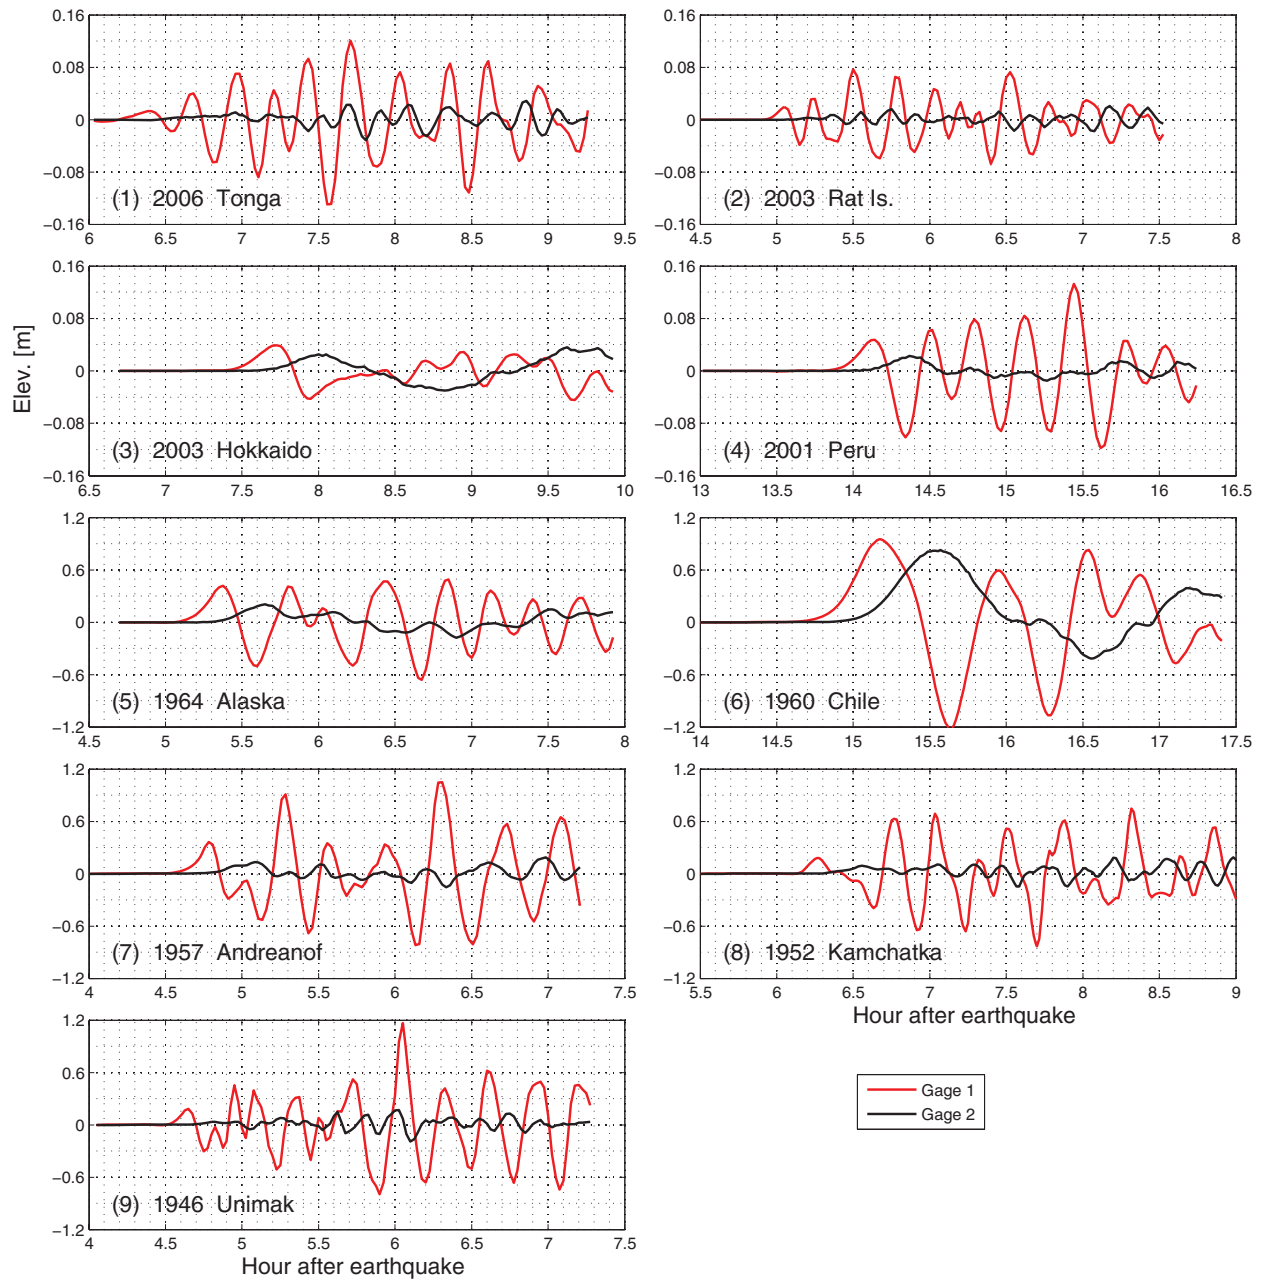 0.16
0.08
0
−0.08
−0.16
(1) 2006 Tonga
6 6.5 7 7.5 8 8.5 9 9.5
0.16
0.08
0
−0.08
−0.16
(2) 2003 Rat Is.
4.5 5 5.5 6 6.5 7 7.5 8
Elev. [m]
0.16
0.08
0
−0.08
−0.16
(3) 2003 Hokkaido
6.5 7 7.5 8 8.5 9 9.5 10
0.16
0.08
0
−0.08
−0.16
(4) 2001 Peru
13 13.5 14 14.5 15 15.5 16 16.5
1.2
0.6
0
−0.6
−1.2
(5) 1964 Alaska
4.5 5 5.5 6 6.5 7 7.5 8
1.2
0.6
0
−0.6
−1.2
(6) 1960 Chile
14 14.5 15 15.5 16 16.5 17 17.5
1.2
0.6
0
−0.6
−1.2
(7) 1957 Andreanof
4 4.5 5 5.5 6 6.5 7 7.5
1.2
0.6
0
−0.6
−1.2
(8) 1952 Kamchatka
5.5 6 6.5 7 7.5 8 8.5 9
Hour after earthquake
1.2
0.6
0
−0.6
−1.2
(9) 1946 Unimak
4 4.5 5 5.5 6 6.5 7 7.5
Hour after earthquake
Gage 1
Gage 2